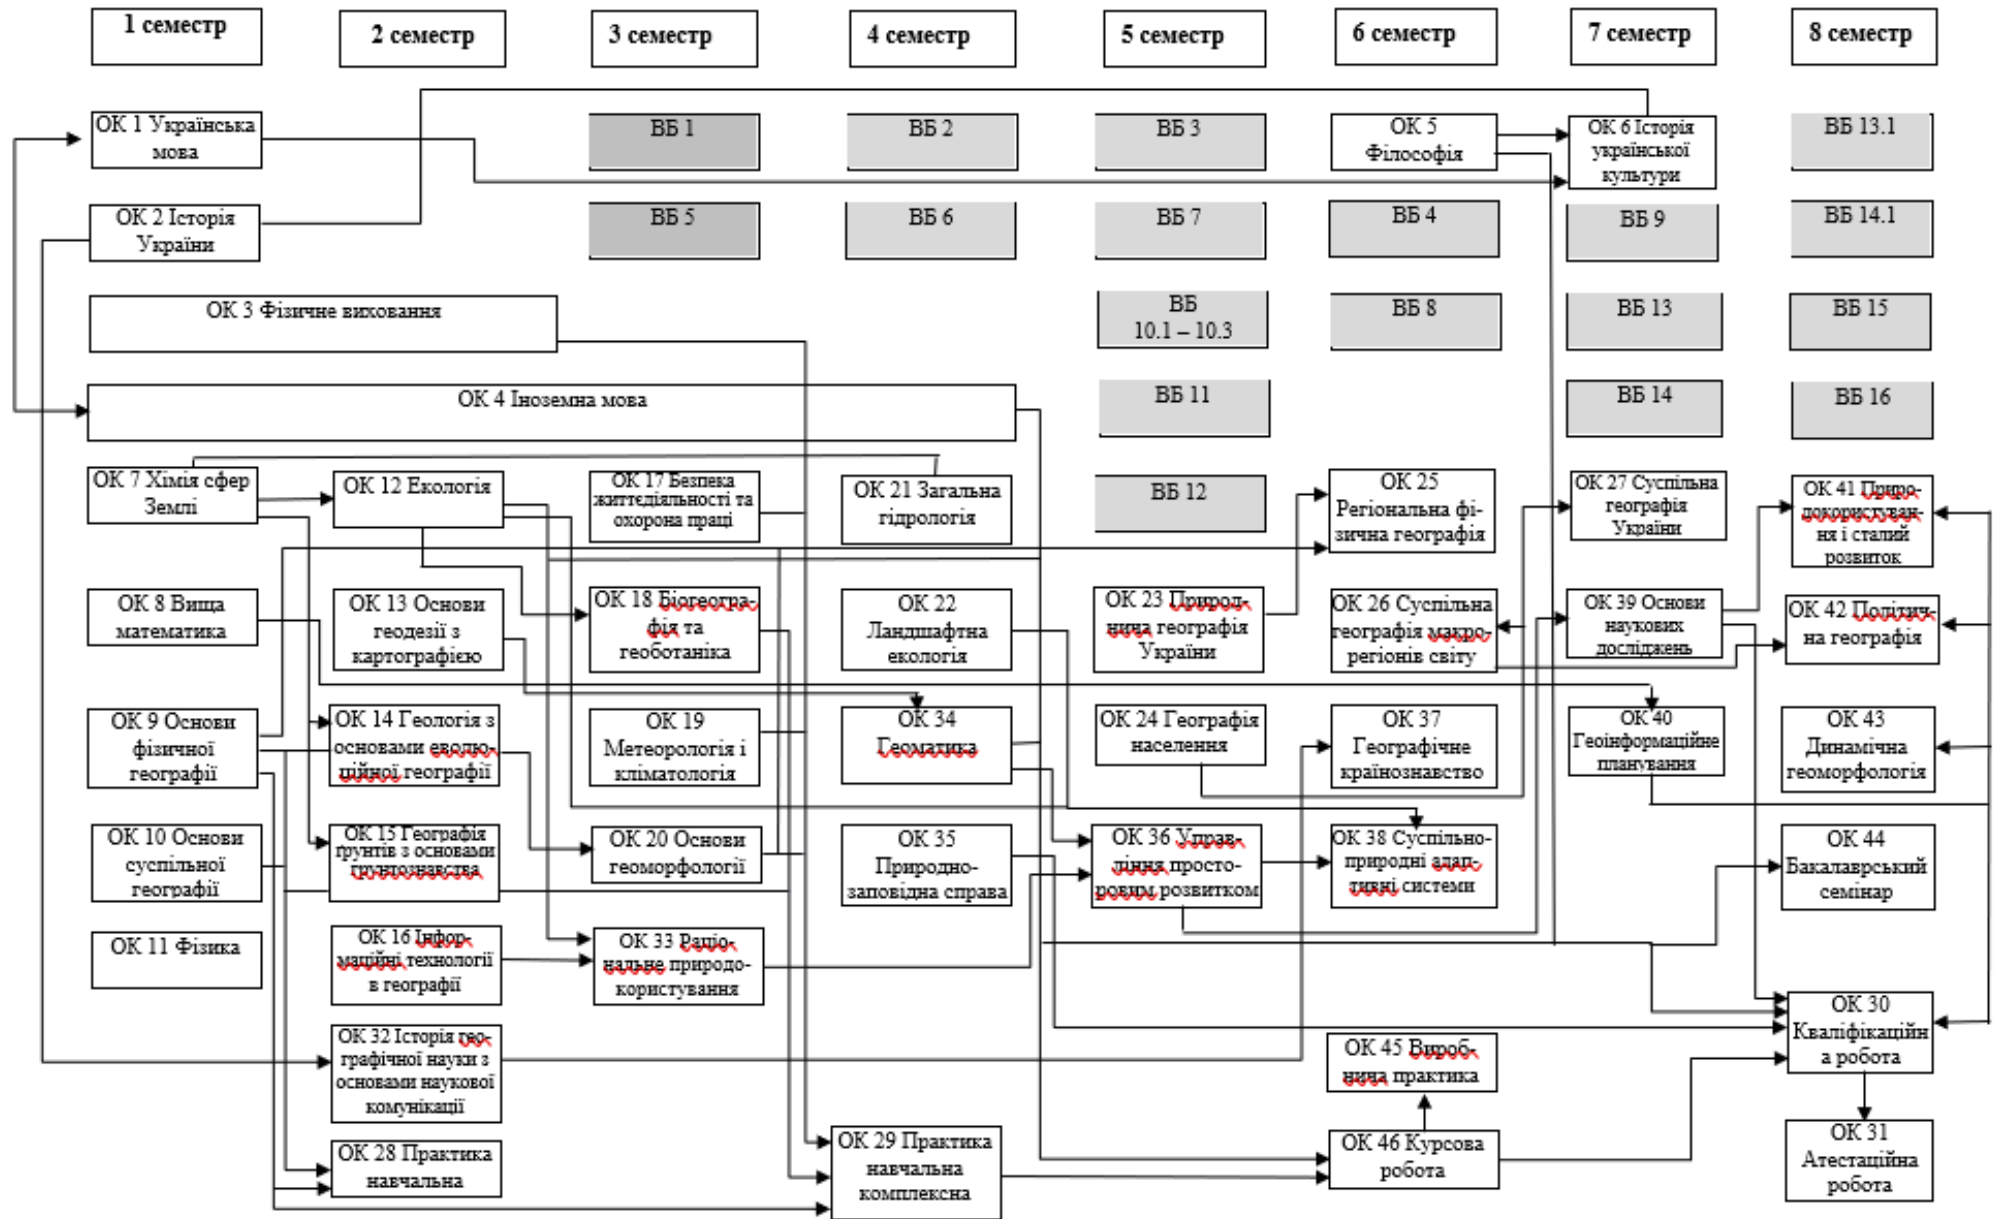 1 семестр
2 семестр
3 семестр
4 семестр
5 семестр
6 семестр
7 семестр
8 семестр
ОК 1 Українська
мова
ВБ 1
ВБ 2
ВБ 3
ОК 5
Філософія
ОК 6 Історія
української
культури
ВБ 13.1
ОК 2 Історія
України
ВБ 5
ВБ 6
ВБ 7
ВБ 4
ВБ 9
ВБ 14.1
ОК 3 Фізичне виховання
ВБ
10.1 – 10.3
ВБ 8
ВБ 13
ВБ 15
ОК 4 Іноземна мова
ВБ 11
ВБ 14
ВБ 16
ОК 7 Хімія сфер
Землі
ОК 12 Екологія
ОК 17 Безпека
життєдіяльності та
охорона праці
ОК 21 Загальна
гідрологія
ВБ 12
ОК 25
Регіональна фі-
зична географія
ОК 27 Суспільна
географія
України
ОК 41 Приро-
докористуван-
ня і сталий
розвиток
ОК 8 Вища
математика
ОК 13 Основи
геодезії з
картографією
ОК 18 Біогеогра-
фія та
геоботаніка
ОК 22
Ландшафтна
екологія
ОК 23 Природ-
нича географія
України
ОК 26 Суспільна
географія макро-
регіонів світу
ОК 39 Основи
наукових
досліджень
ОК 42 Політич-
на географія
ОК 9 Основи
фізичної
географії
ОК 14 Геологія з
основами еволю-
ційної географії
ОК 19
Метеорологія і
кліматологія
ОК 34
Геоматика
ОК 24 Географія
населення
ОК 37
Географічне
країнознавство
ОК 40
Геоінформаційне
планування
ОК 43
Динамічна
геоморфологія
ОК 10 Основи
суспільної
географії
ОК 15 Географія
ґрунтів з основами
ґрунтознавства
ОК 20 Основи
геоморфології
ОК 35
Природно-
заповідна справа
ОК 36 Управ-
ління просто-
ровим розвитком
ОК 38 Суспільно-
природні адап-
тивні системи
ОК 44
Бакалаврський
семінар
ОК 11 Фізика
ОК 16 Інфор-
маційні технології
в географії
ОК 33 Раціо-
нальне природо-
користування
ОК 30
Кваліфікаційн
а робота
ОК 32 Історія гео-
графічної науки з
основами наукової
комунікації
ОК 45 Вироб-
нича практика
ОК 28 Практика
навчальна
ОК 29 Практика
навчальна
комплексна
ОК 46 Курсова
робота
ОК 31
Атестаційна
робота